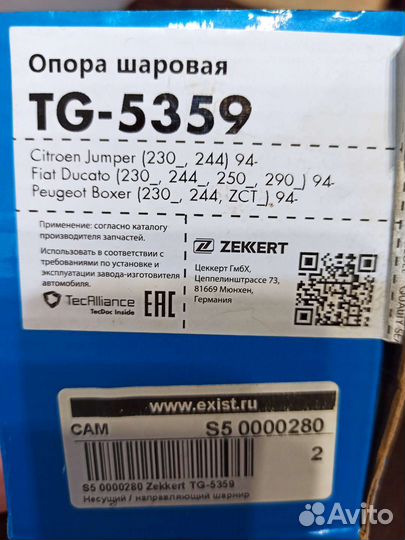 Опора шаровая
TG-5359
Citroen Jumper (230_, 244) 94-
Fiat Ducato (230_, 244_, 250_, 290_) 94-
Peugeot Boxer (230_, 244, ZCT_) 94-
Применение: согласно каталогу
производителя запчастей.
Использовать в соответствии с
требованиями по установке и
эксплуатации завода-изготовителя
автомобиля.
TecAlliance
TecDoc Inside
EAC
ZEKKERT
Цеккерт ГмбХ,
Цеппелинштрассе 73,
81669 Мюнхен,
Германия
www.exist.ru
CAM
S5 0000280
2
S5 0000280 Zekkert TG-5359
Несущий / направляющий шарнир
Avito